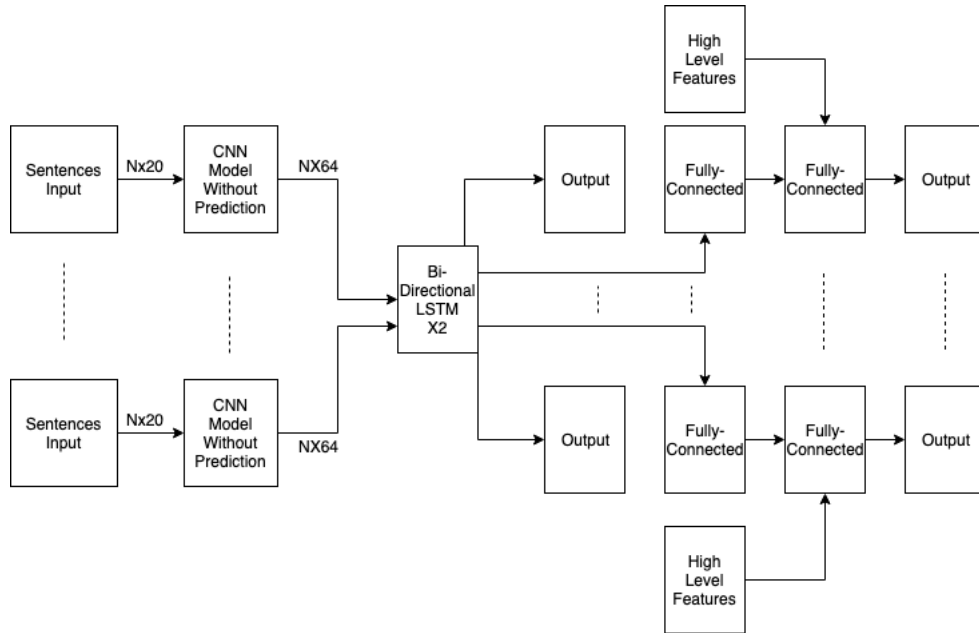 High
Level
Features
Sentences
Input
Nx20
CNN
Model
Without
Prediction
NX64
Output
Fully-
Connected
Fully-
Connected
Output
Bi-
Directional
LSTM
X2
Sentences
Input
Nx20
CNN
Model
Without
Prediction
NX64
Output
Fully-
Connected
Fully-
Connected
Output
High
Level
Features